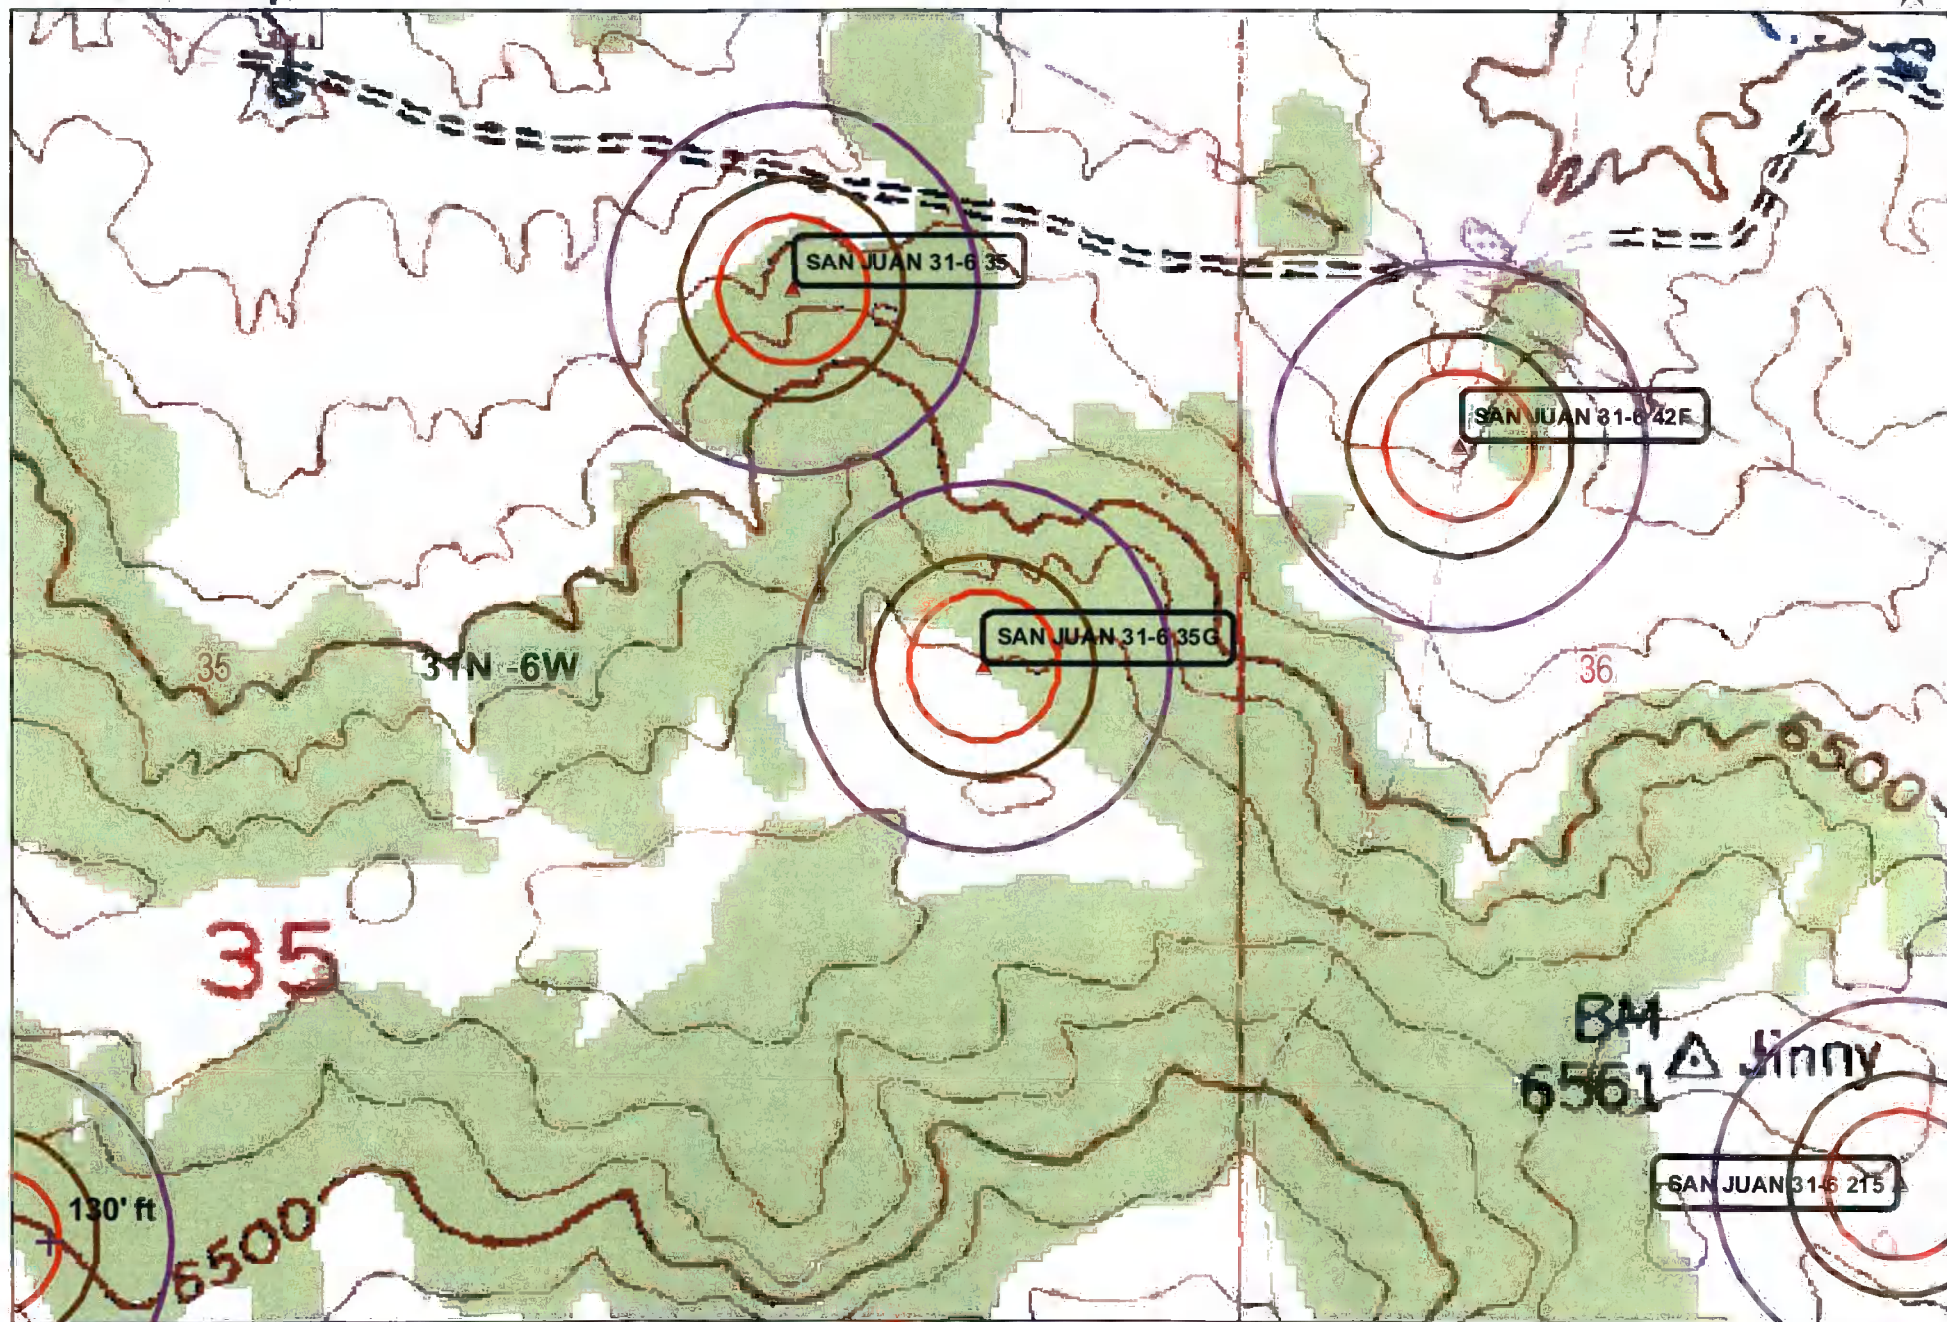 SAN JUAN 31-6 35
SAN JUAN 31-6 42F
SAN JUAN 31-6 35G
35
31N -6W
36
6500
35
BM
6561
Jinny
SAN JUAN 31-6 215
130' ft
6500